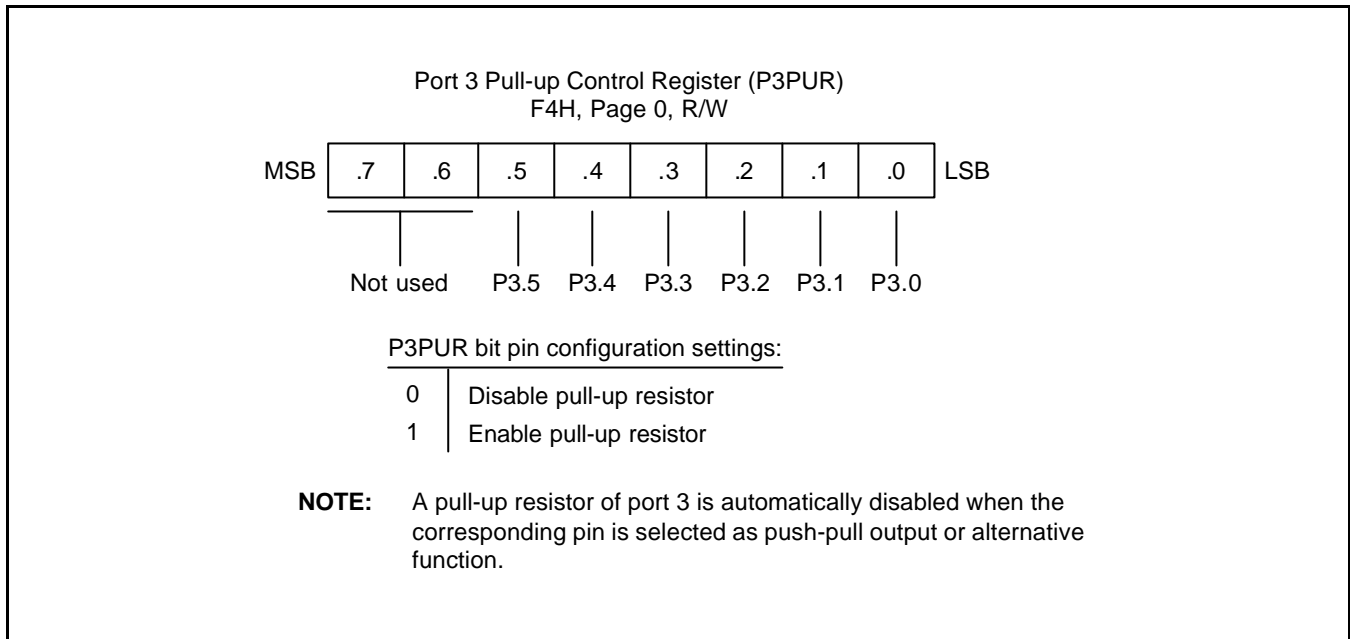 Port 3 Pull-up Control Register (P3PUR)
F4H, Page 0, R/W
MSB .7 .6 .5 .4 .3 .2 .1 .0 LSB
Not used P3.5 P3.4 P3.3 P3.2 P3.1 P3.0
P3PUR bit pin configuration settings:
0 Disable pull-up resistor
1 Enable pull-up resistor
NOTE: A pull-up resistor of port 3 is automatically disabled when the
corresponding pin is selected as push-pull output or alternative
function.